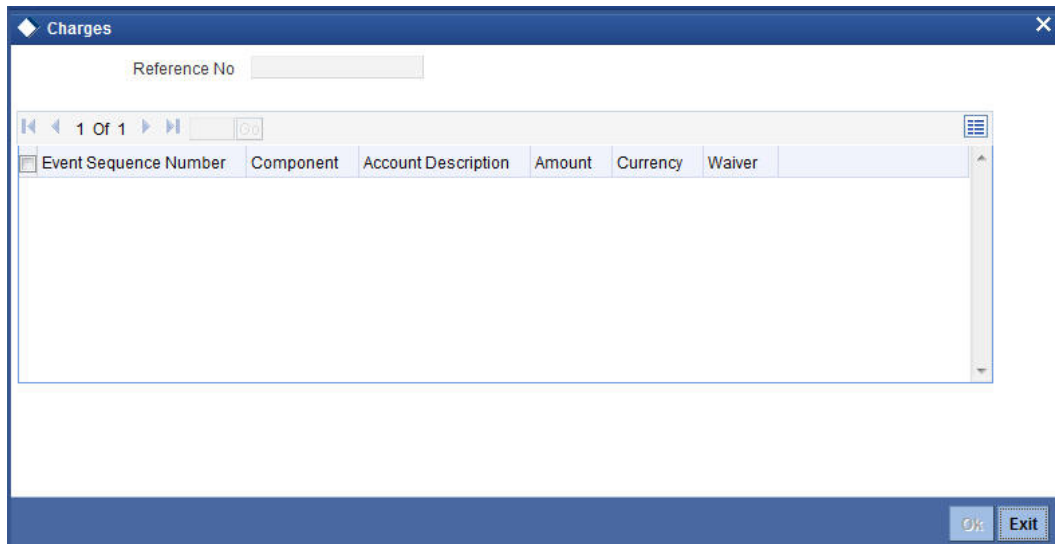 Charges
Reference No
1 Of 1 Go
Event Sequence Number Component Account Description Amount Currency Waiver
Ok Exit